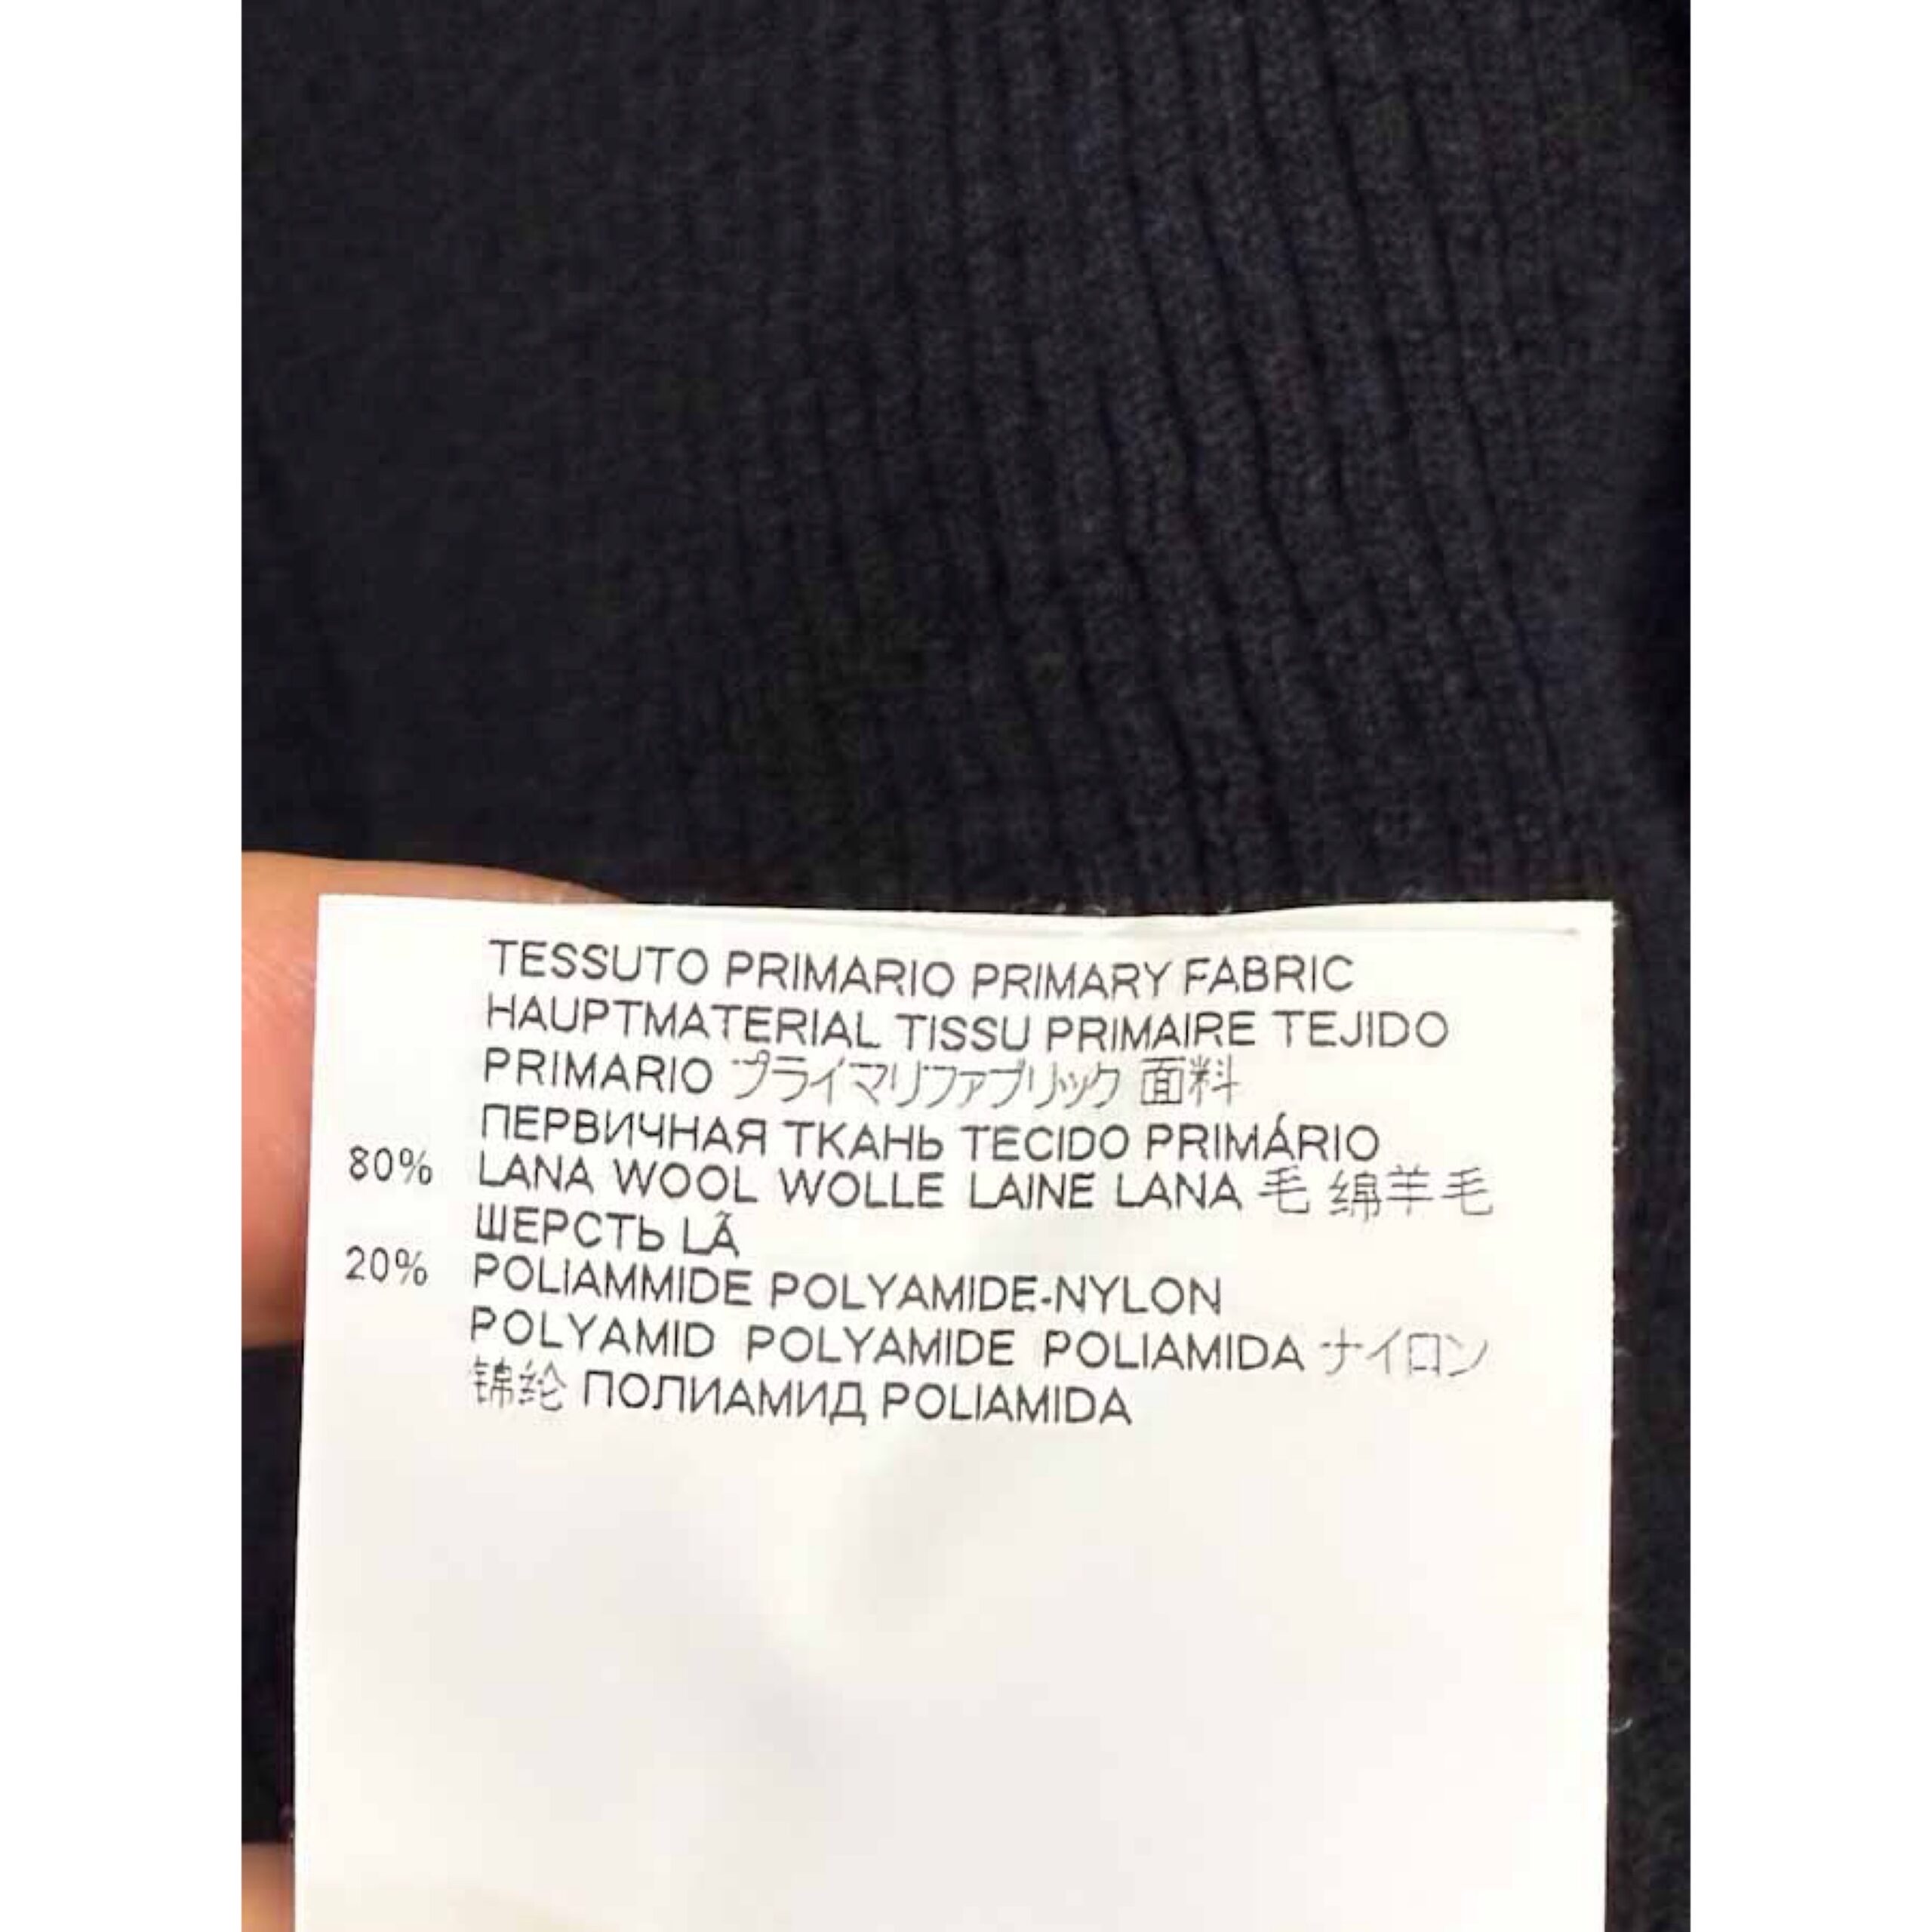 TESSUTO PRIMARIO PRIMARY FABRIC
HAUPTMATERIAL TISSU PRIMAIRE TEJIDO
PRIMARIO プライマリファブリック 面料
ПЕРВИЧНАЯ ТКАНЬ TECIDO PRIMÁRIO
80% LANA WOOL WOLLE LAINE LANA 毛 绵羊毛
ШЕРСТЬ LÃ
20% POLIAMMIDE POLYAMIDE-NYLON
POLYAMID POLYAMIDE POLIAMIDA ナイロン
锦纶 ПОЛИАМИД POLIAMIDA